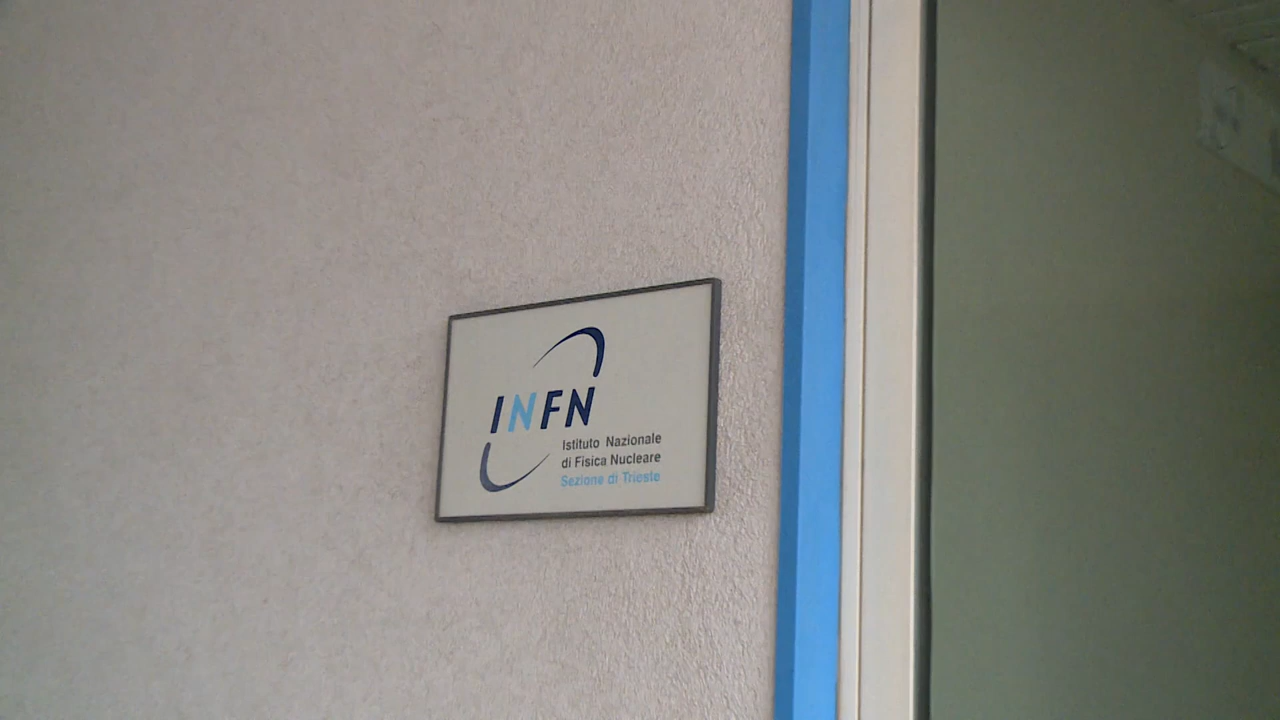 INFN
Istituto Nazionale
di Fisica Nucleare
Sezione di Trieste